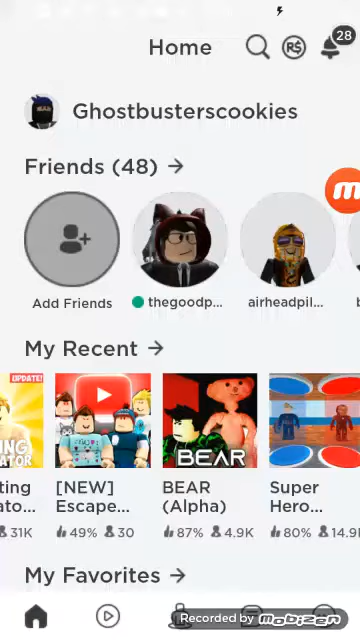 Home
R$
28
Ghostbusterscookies
Friends (48) →
Add Friends
thegoodp...
airheadpil...
My Recent →
UPDATE!
BEAR
[NEW]
Escape...
BEAR
(Alpha)
Super
Hero...
31K
49% 30
87% 4.9K
80% 14.9
My Favorites →
Recorded by mobizen